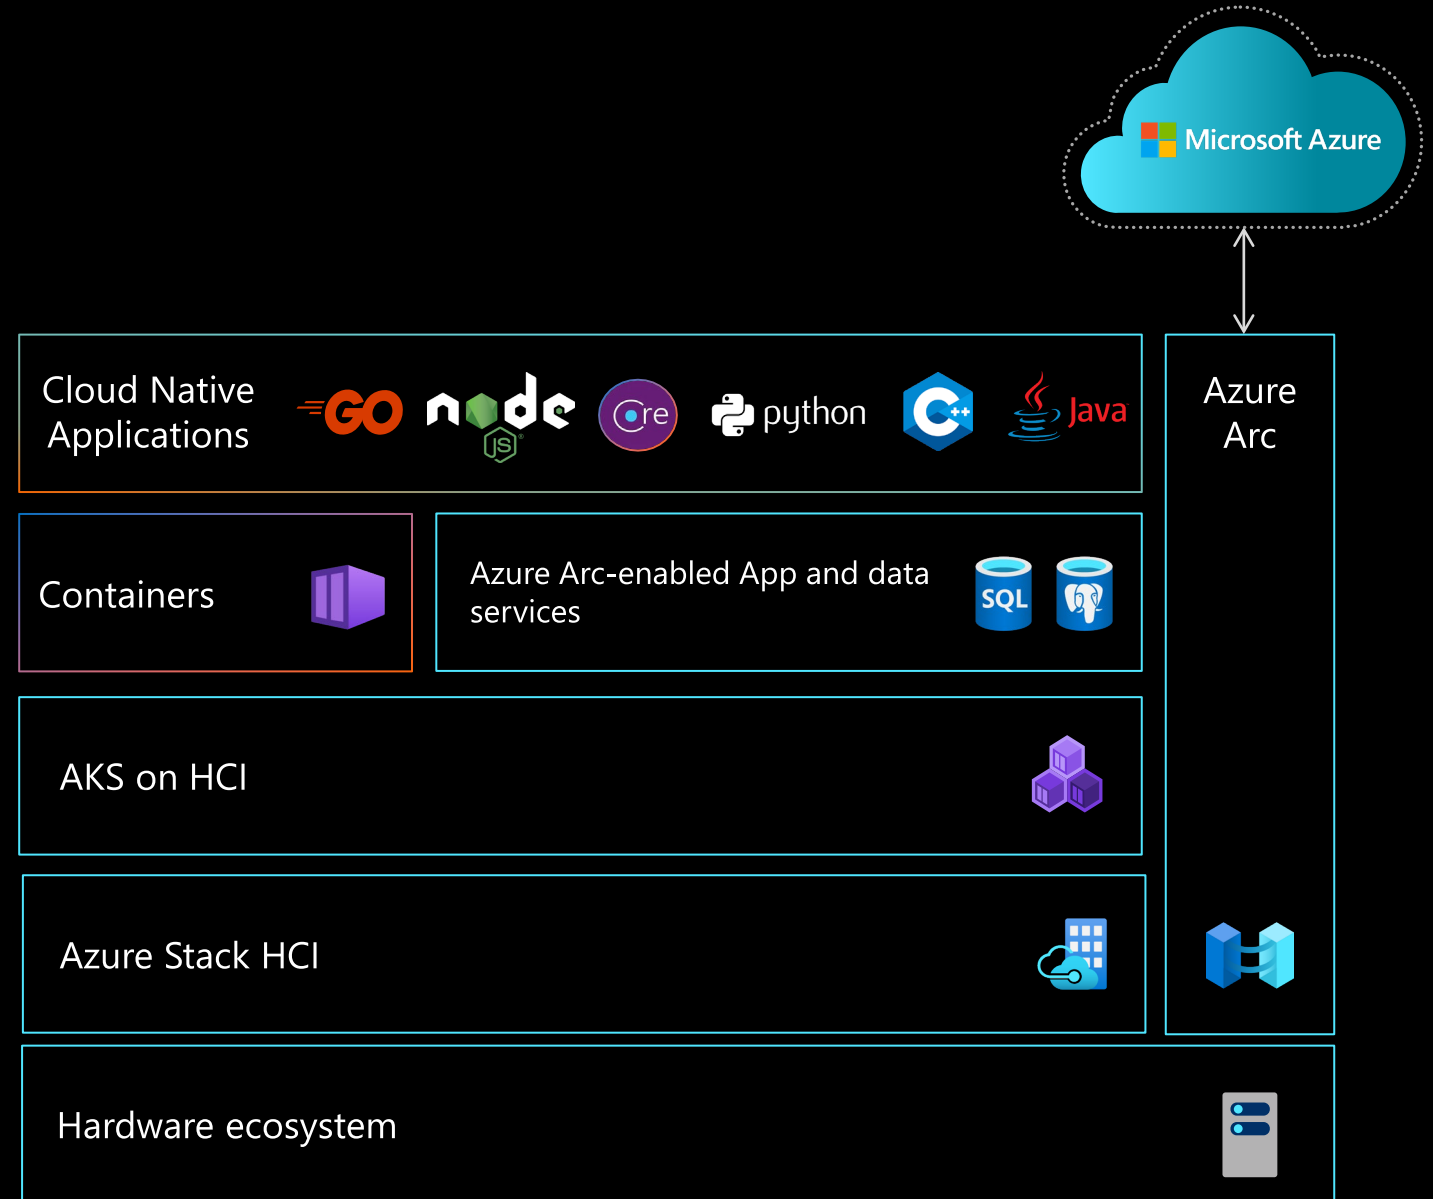 Microsoft Azure
Cloud Native
Applications
GO
node
JS
Core
python
C++
Java
Azure
Arc
Containers
Azure Arc-enabled App and data
services
SQL
AKS on HCI
Azure Stack HCI
Hardware ecosystem